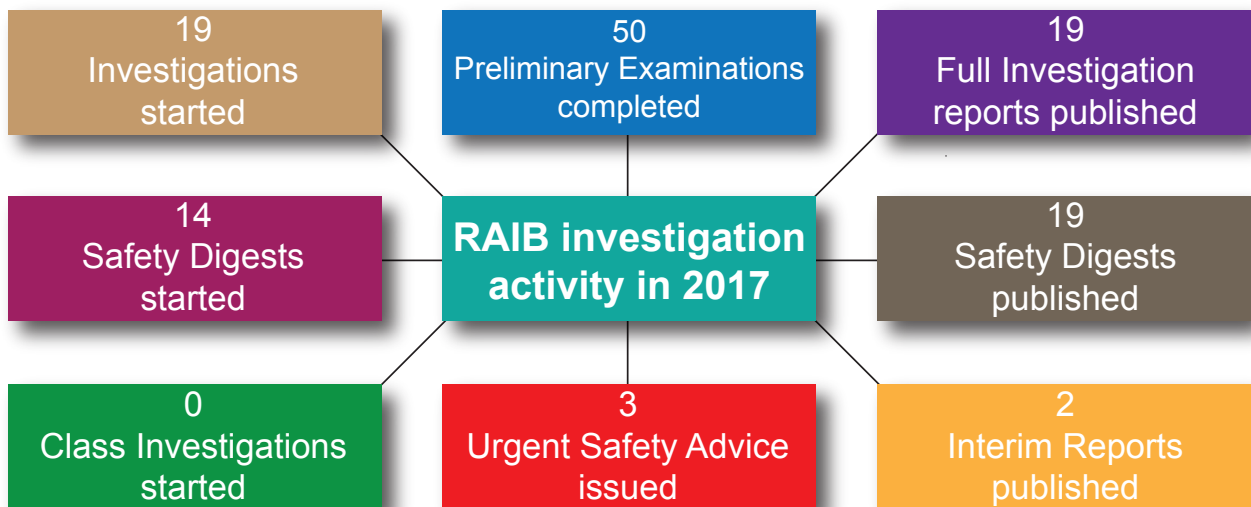 19
Investigations
started
50
Preliminary Examinations
completed
19
Full Investigation
reports published
14
Safety Digests
started
RAIB investigation
activity in 2017
19
Safety Digests
published
0
Class Investigations
started
3
Urgent Safety Advice
issued
2
Interim Reports
published